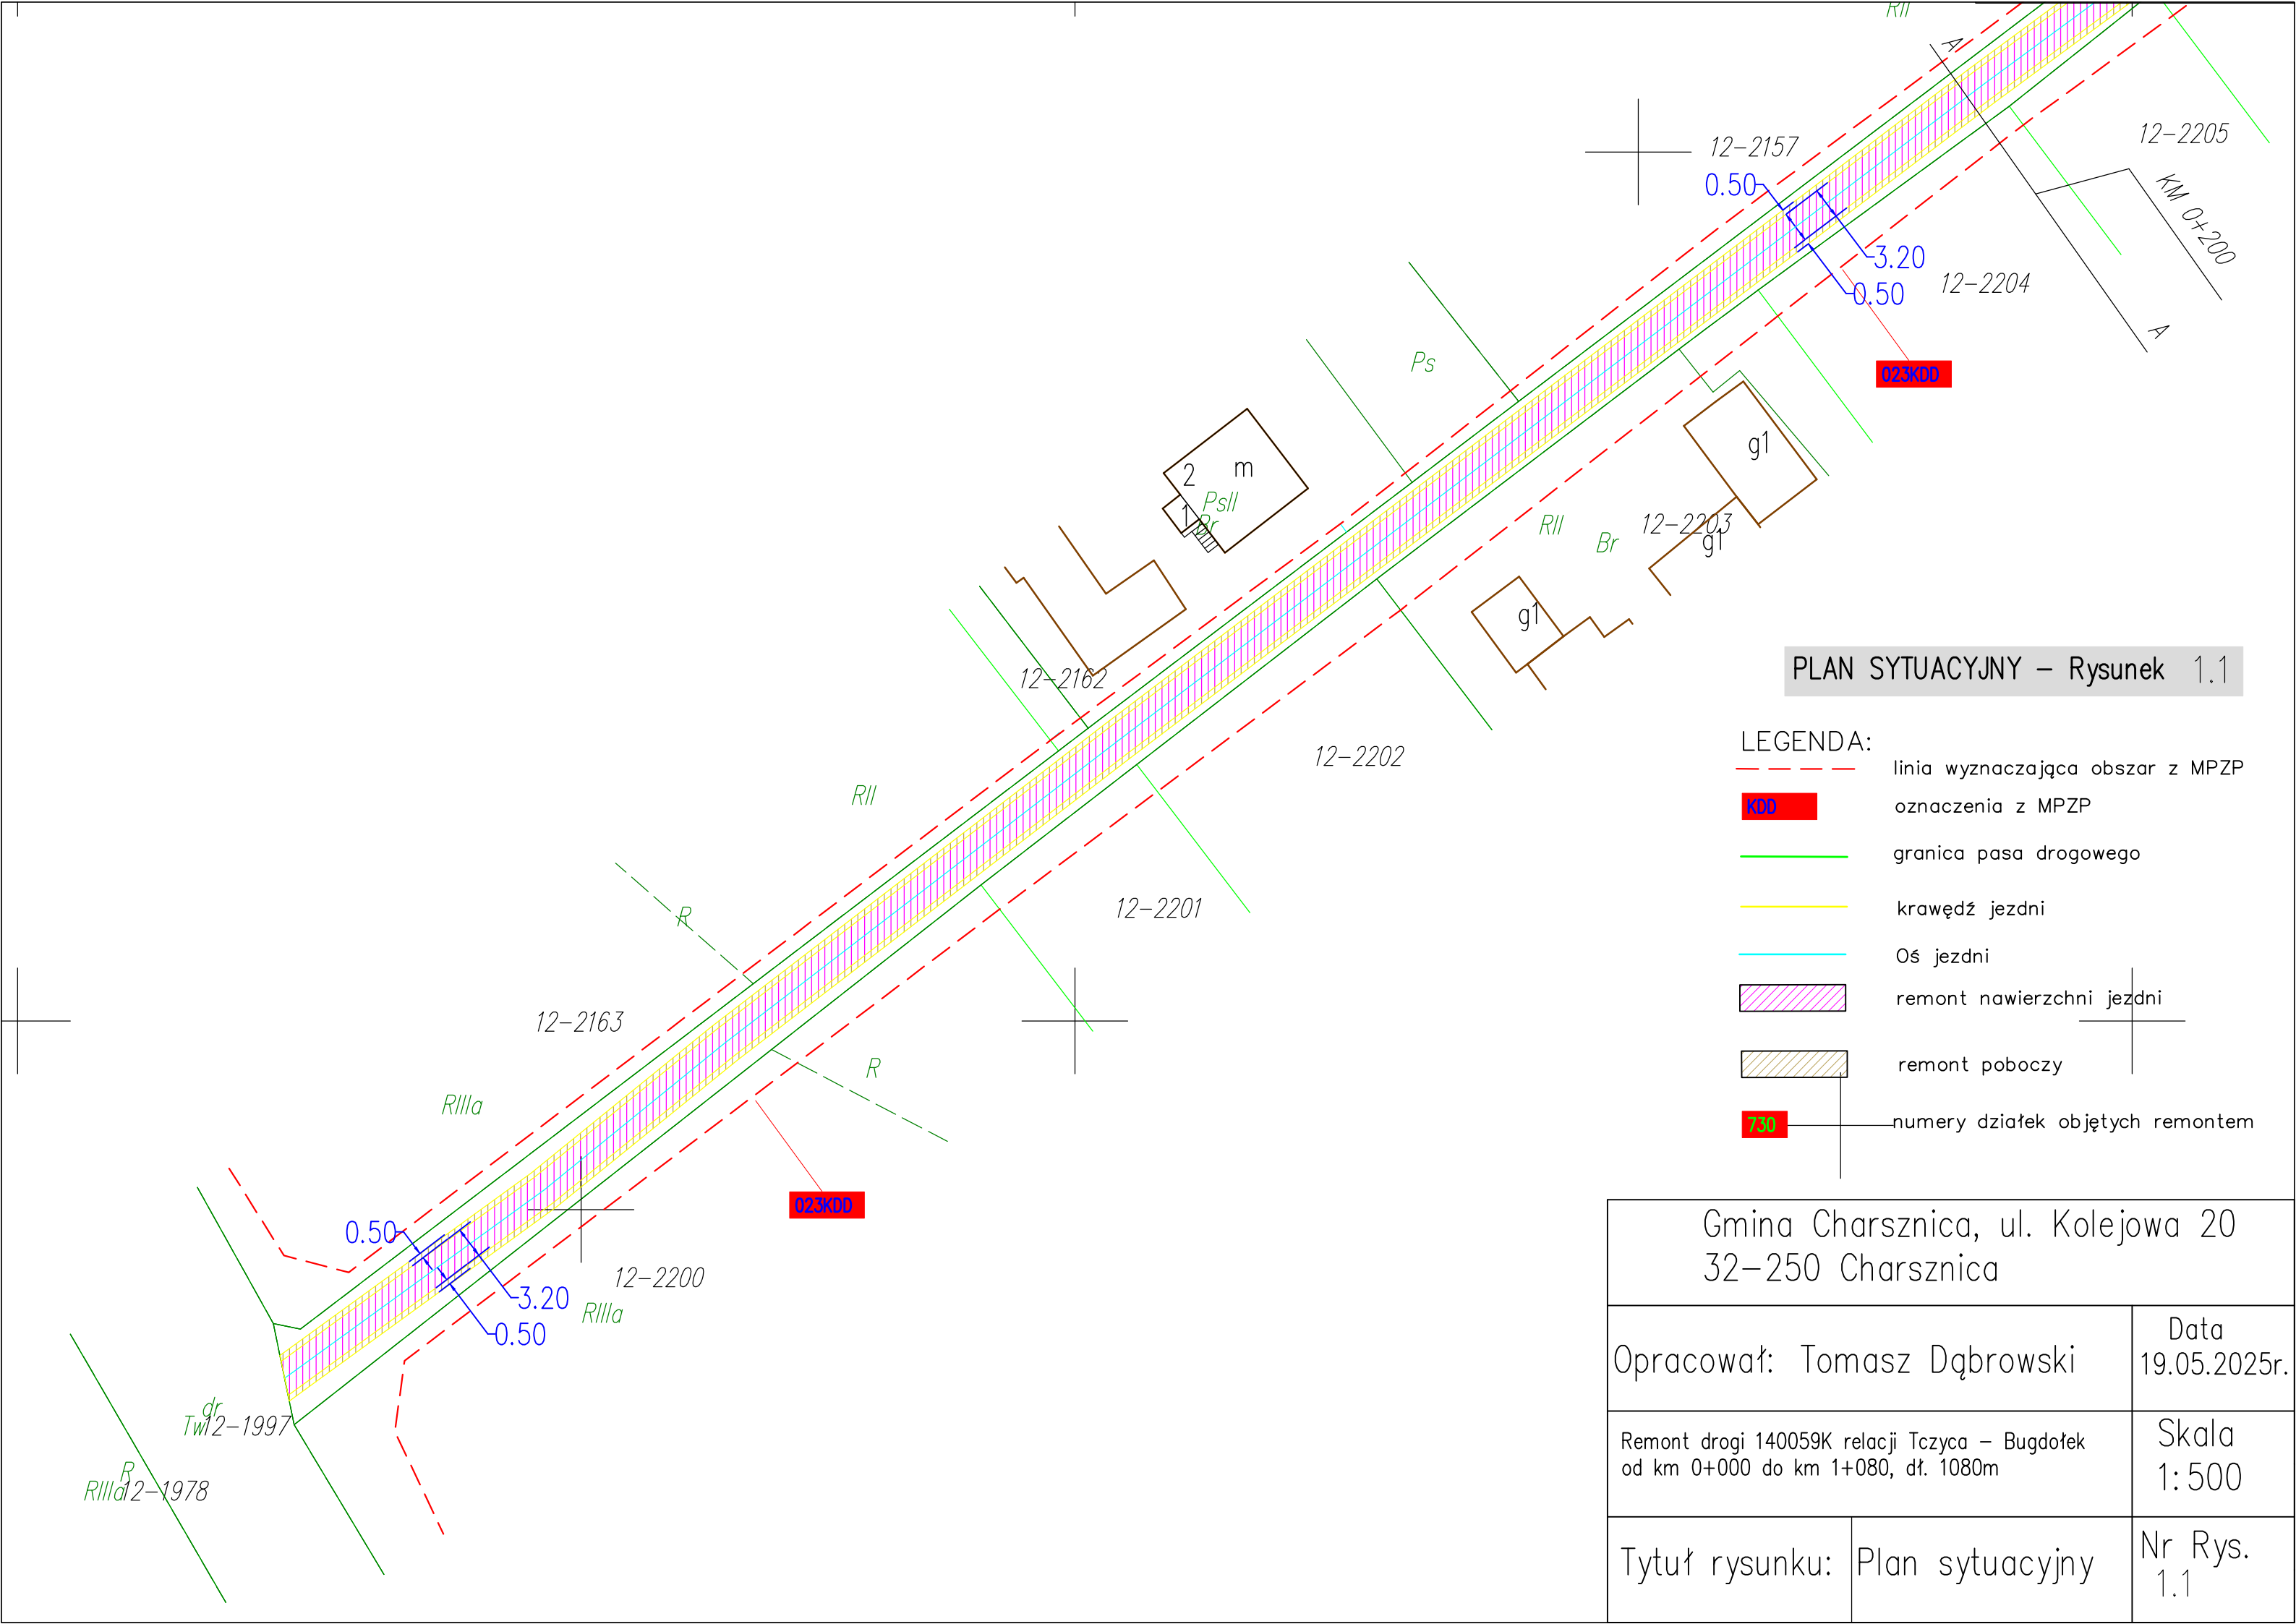 RII
A
12-2157
12-2205
0.50
KM 0+200
3.20
0.50
12-2204
A
023KDD
Ps
g1
2 m
PsII
1
Br
RII
Br
12-2203
g1
g1
12-2162
12-2202
RII
12-2201
R
12-2163
R
RIIIa
023KDD
0.50
3.20
0.50
12-2200
RIIIa
dr
Tw
12-1997
R
RIIIa
12-1978
PLAN SYTUACYJNY – Rysunek 1.1
LEGENDA:
linia wyznaczająca obszar z MPZP
KDD oznaczenia z MPZP
granica pasa drogowego
krawędź jezdni
Oś jezdni
remont nawierzchni jezdni
remont poboczy
730 numery działek objętych remontem
Gmina Charsznica, ul. Kolejowa 20
32-250 Charsznica
Opracował: Tomasz Dąbrowski
Data
19.05.2025r.
Remont drogi 140059K relacji Tczyca – Bugdołek
od km 0+000 do km 1+080, dł. 1080m
Skala
1:500
Tytuł rysunku: Plan sytuacyjny
Nr Rys.
1.1